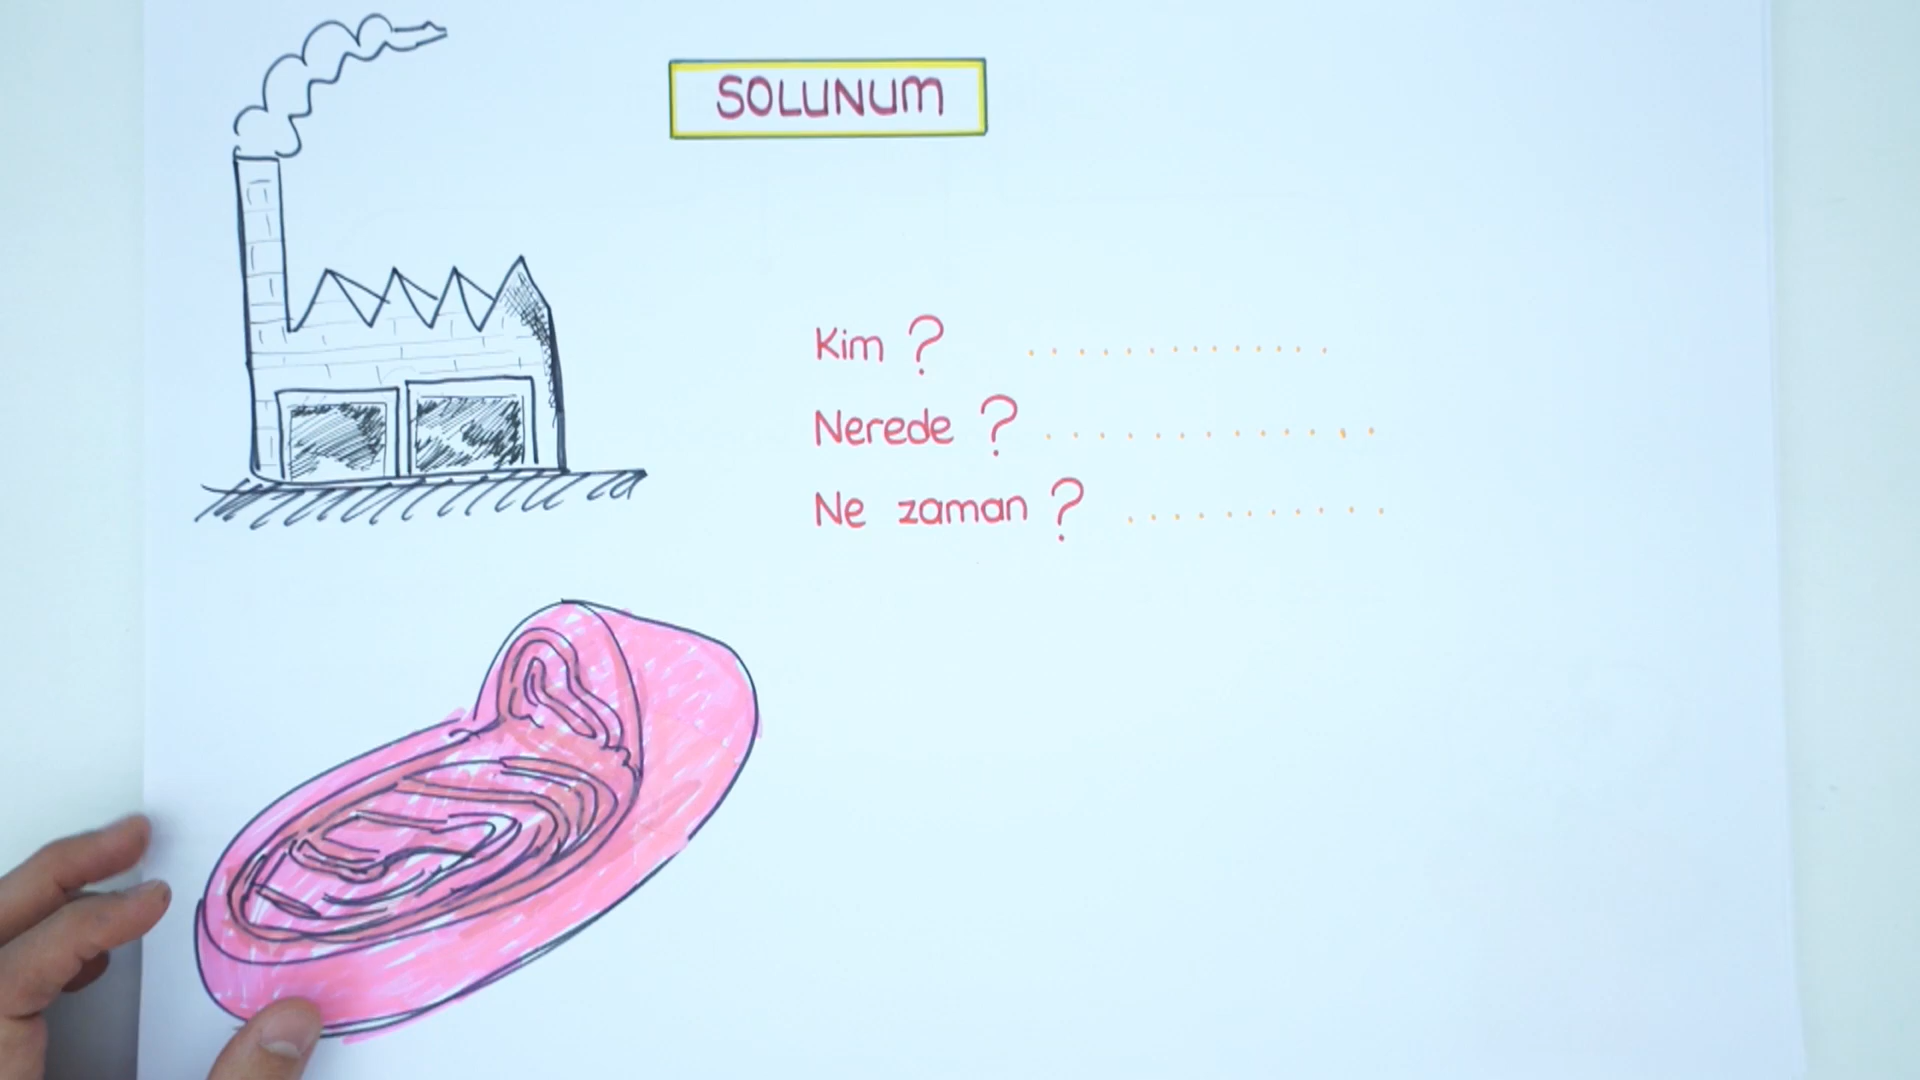 SOLUNUM
Kim ? .............
Nerede ? .............
Ne zaman ? ...........